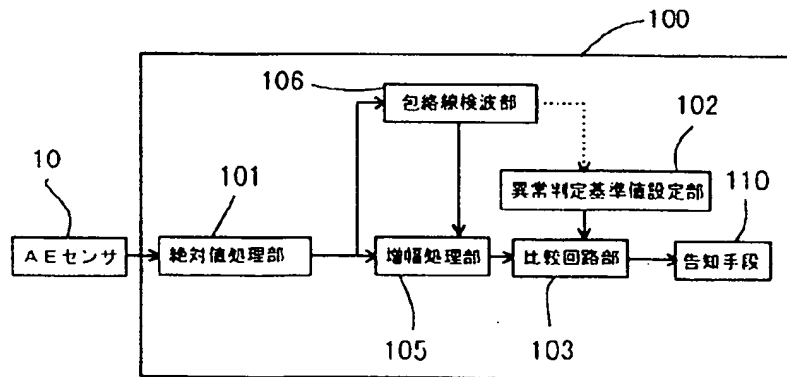 100
106
包絡線検波部
102
10
101
異常判定基準値設定部
110
AEセンサ
絶対値処理部
増幅処理部
比較回路部
告知手段
105
103